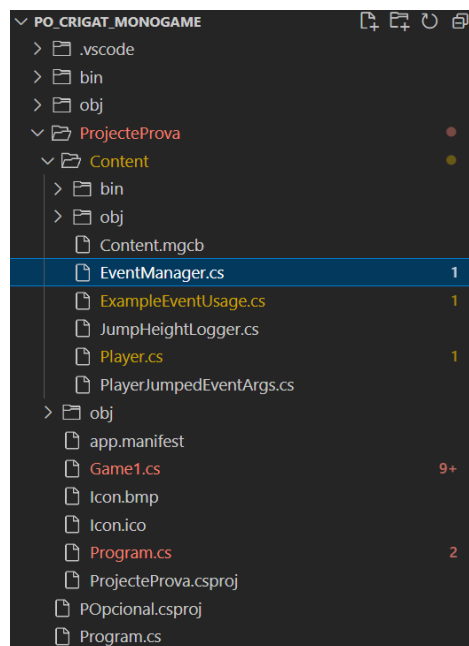 PO_CRIGAT_MONOGAME
.vscode
bin
obj
ProjecteProva
Content
bin
obj
Content.mgcb
EventManager.cs 1
ExampleEventUsage.cs 1
JumpHeightLogger.cs
Player.cs 1
PlayerJumpedEventArgs.cs
obj
app.manifest
Game1.cs 9+
Icon.bmp
Icon.ico
Program.cs 2
ProjecteProva.csproj
POpcional.csproj
Program.cs